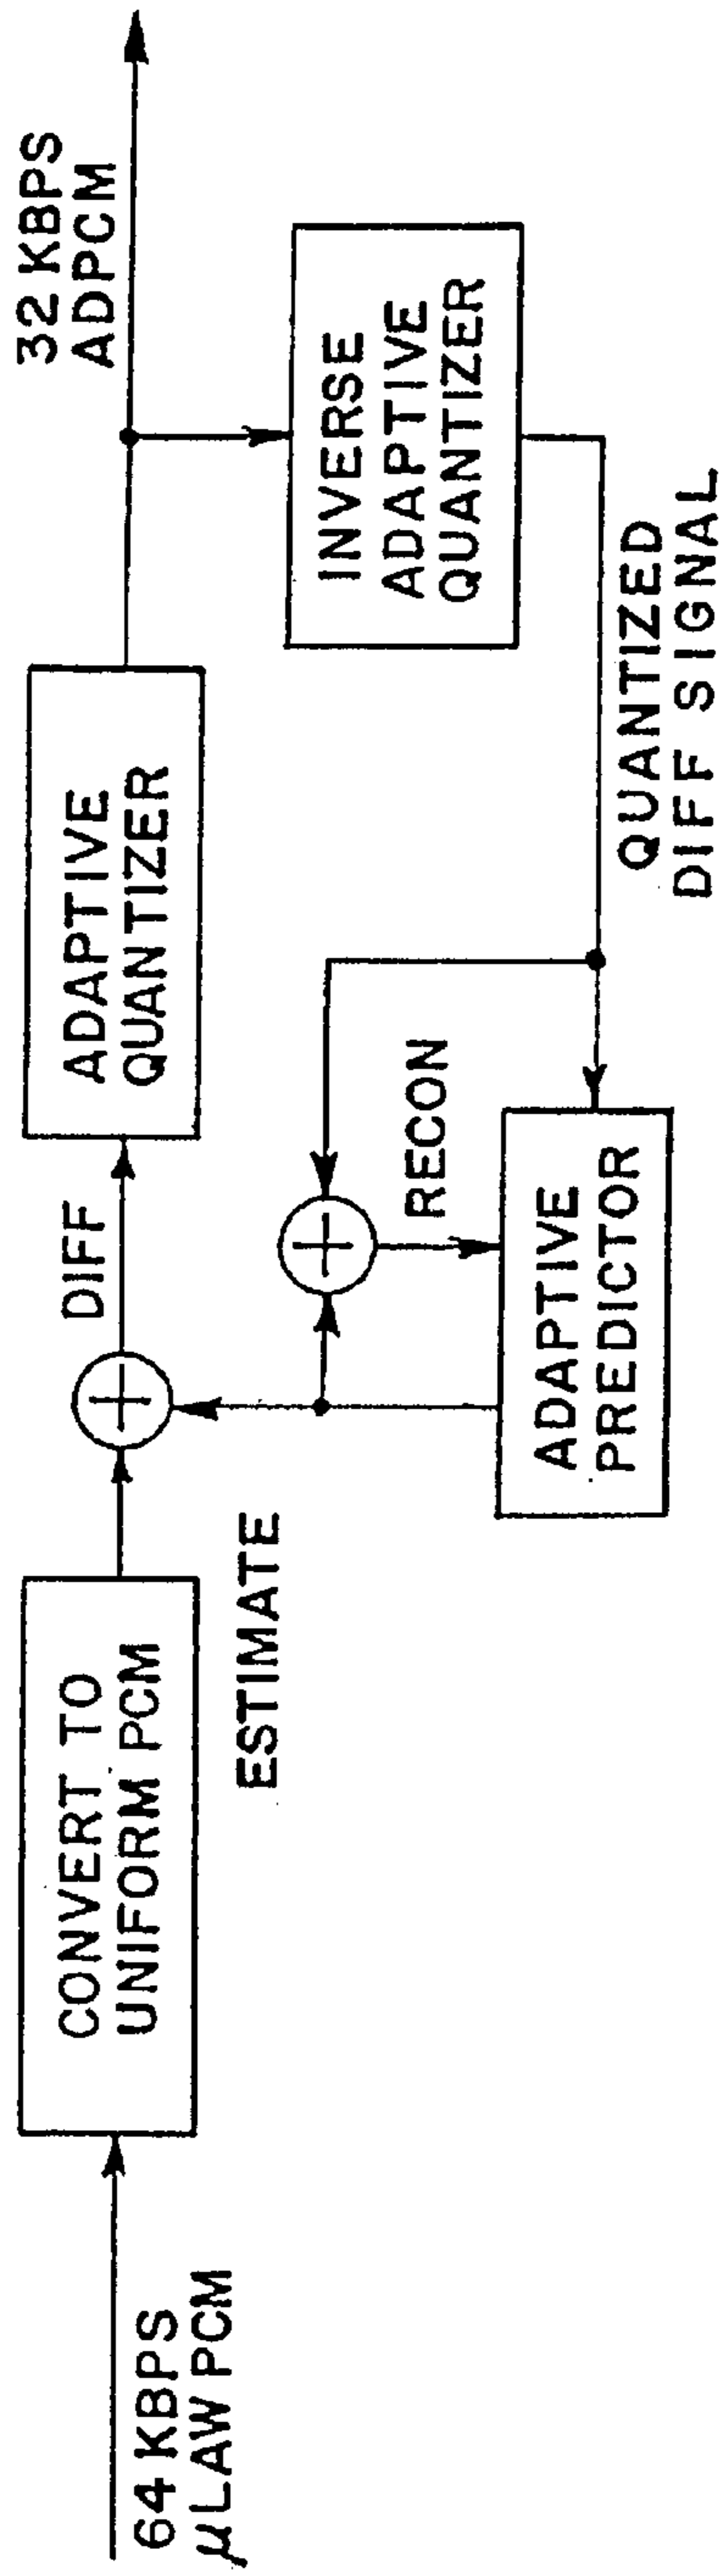 64 KBPS
μLAW PCM
CONVERT TO
UNIFORM PCM
ESTIMATE
DIFF
ADAPTIVE
QUANTIZER
32 KBPS
ADPCM
INVERSE
ADAPTIVE
QUANTIZER
QUANTIZED
DIFF SIGNAL
RECON
ADAPTIVE
PREDICTOR